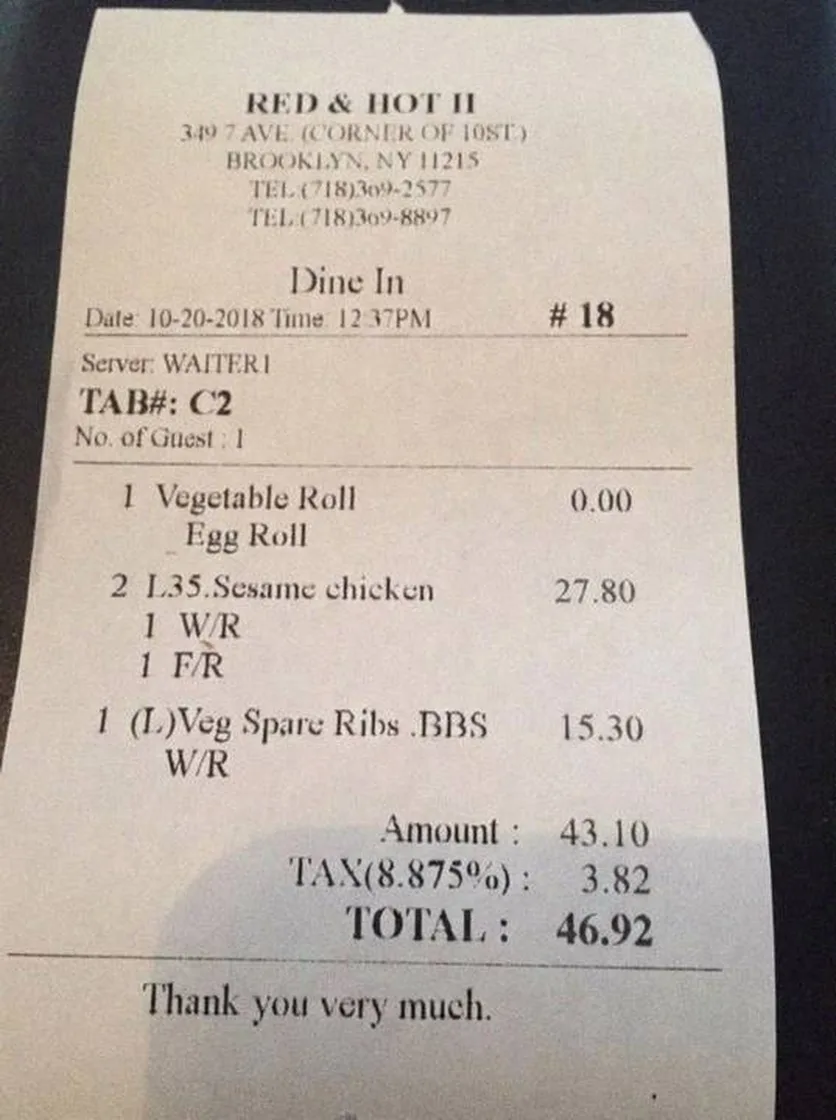 RED & HOT II
349 7 AVE. (CORNER OF 10ST.)
BROOKLYN, NY 11215
TEL:(718)369-2577
TEL:(718)369-8897
Dine In
Date: 10-20-2018 Time: 12:37PM # 18
Server: WAITER1
TAB#: C2
No. of Guest : 1
1 Vegetable Roll 0.00
Egg Roll
2 L35.Sesame chicken 27.80
1 W/R
1 F/R
1 (L)Veg Spare Ribs .BBS 15.30
W/R
Amount : 43.10
TAX(8.875%) : 3.82
TOTAL : 46.92
Thank you very much.